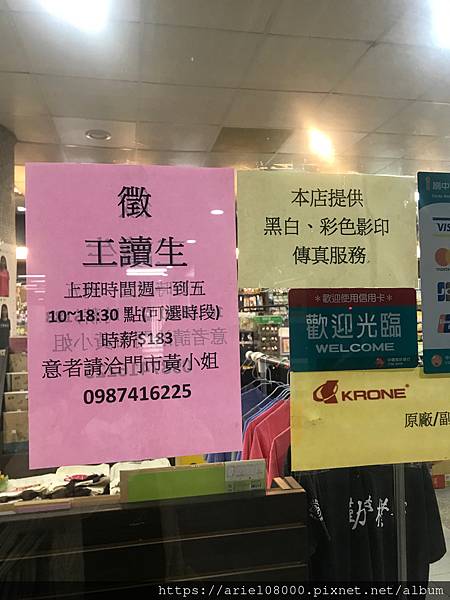 徵
王讀生
上班時間週一到五
10~18:30 點(可選時段)
時薪$183
意者請洽門市黃小姐
0987416225
本店提供
黑白、彩色影印
傳真服務
*歡迎使用信用卡*
歡迎光臨
WELCOME
KRONE
原廠/副
VISA
https://ariel08000.pixnet.net/album